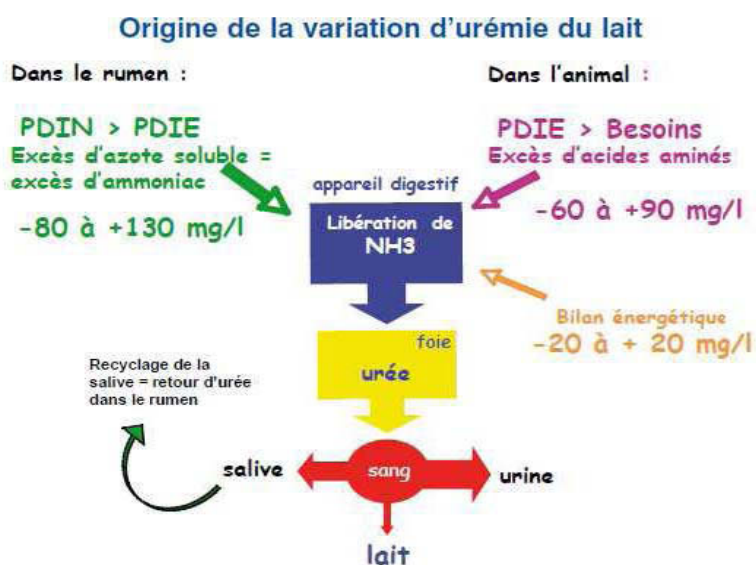 Origine de la variation d'urémie du lait
Dans le rumen :
PDIN > PDIE
Excès d'azote soluble =
excès d'ammoniac
-80 à +130 mg/l
Dans l'animal :
PDIE > Besoins
Excès d'acides aminés
-60 à +90 mg/l
appareil digestif
Libération de
NH3
Bilan énergétique
-20 à + 20 mg/l
foie
urée
Recyclage de la
salive = retour d'urée
dans le rumen
salive
sang
urine
lait